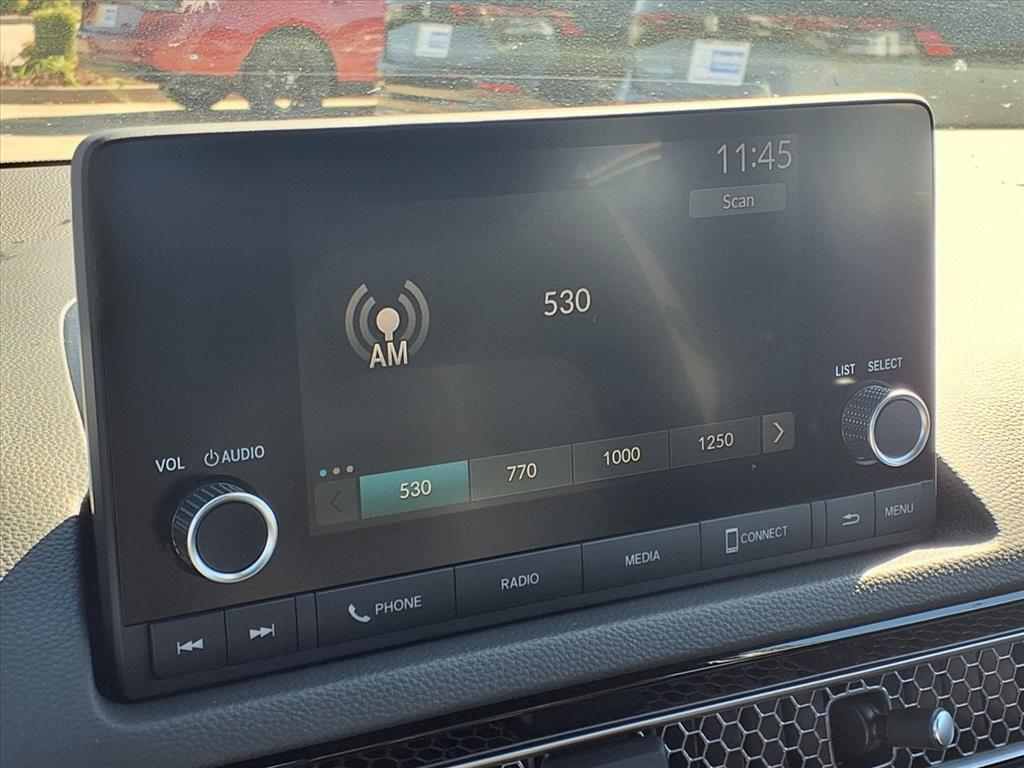 11:45
Scan
530
AM
LIST SELECT
VOL AUDIO
530 770 1000 1250
PHONE RADIO MEDIA CONNECT MENU